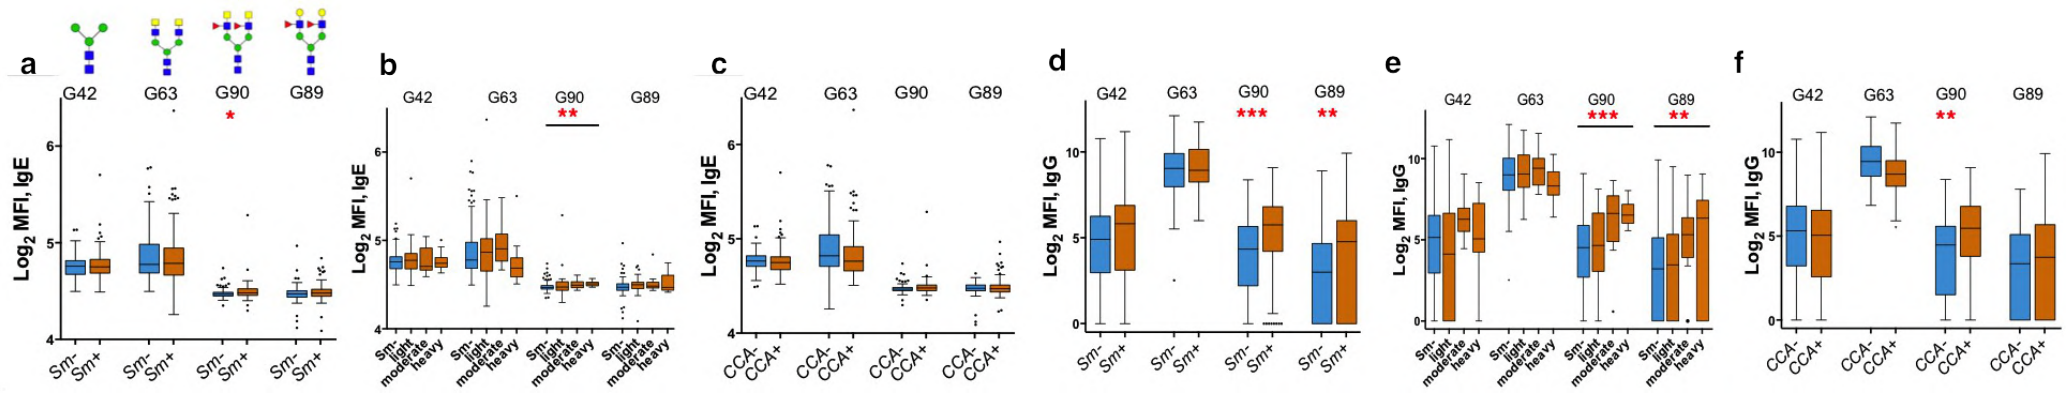 a
G42 G63 G90 G89
*
Log2 MFI, IgE
6
5
4
Sm- Sm+ Sm- Sm+ Sm- Sm+ Sm- Sm+
b
G42 G63 G90 G89
**
Log2 MFI, IgE
6
5
4
Sm- light moderate heavy Sm- light moderate heavy Sm- light moderate heavy Sm- light moderate heavy
c
G42 G63 G90 G89
Log2 MFI, IgE
6
5
4
CCA- CCA+ CCA- CCA+ CCA- CCA+ CCA- CCA+
d
G42 G63 G90 G89
*** **
Log2 MFI, IgG
10
5
0
Sm- Sm+ Sm- Sm+ Sm- Sm+ Sm- Sm+
e
G42 G63 G90 G89
*** **
Log2 MFI, IgG
10
5
0
Sm- light moderate heavy Sm- light moderate heavy Sm- light moderate heavy Sm- light moderate heavy
f
G42 G63 G90 G89
**
Log2 MFI, IgG
10
5
0
CCA- CCA+ CCA- CCA+ CCA- CCA+ CCA- CCA+